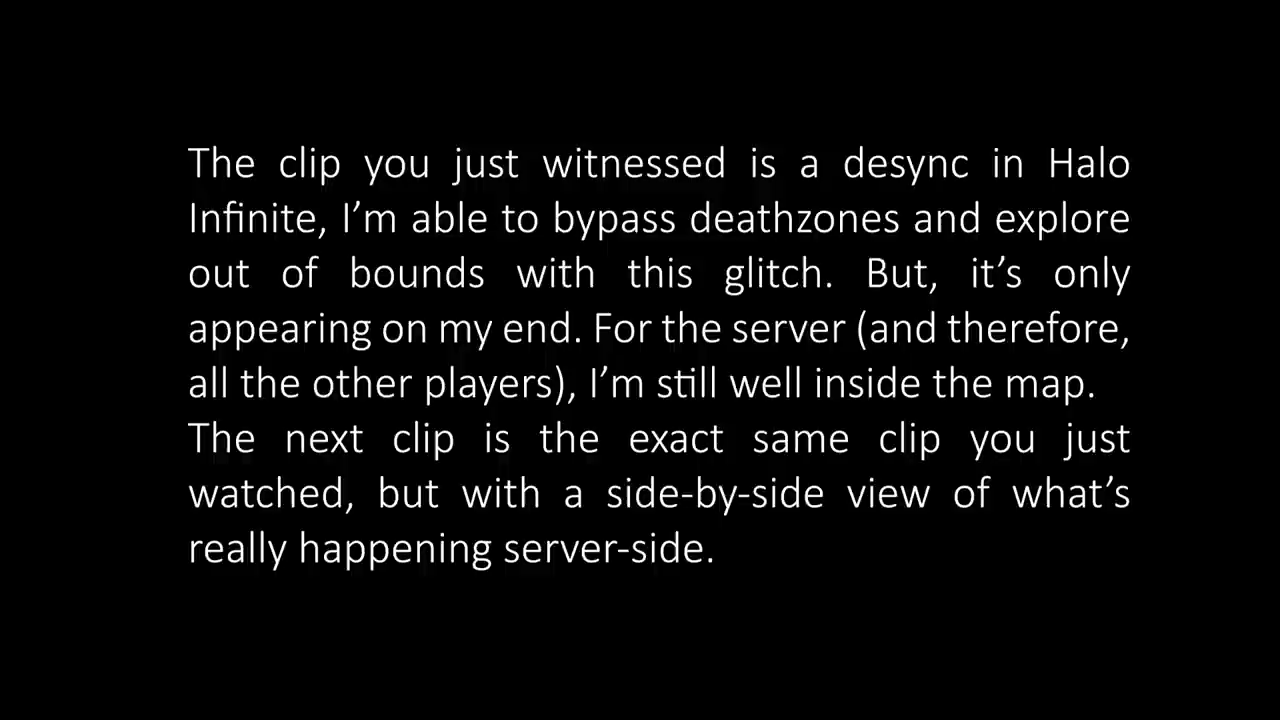 The clip you just witnessed is a desync in Halo
Infinite, I’m able to bypass deathzones and explore
out of bounds with this glitch. But, it’s only
appearing on my end. For the server (and therefore,
all the other players), I’m still well inside the map.
The next clip is the exact same clip you just
watched, but with a side-by-side view of what’s
really happening server-side.